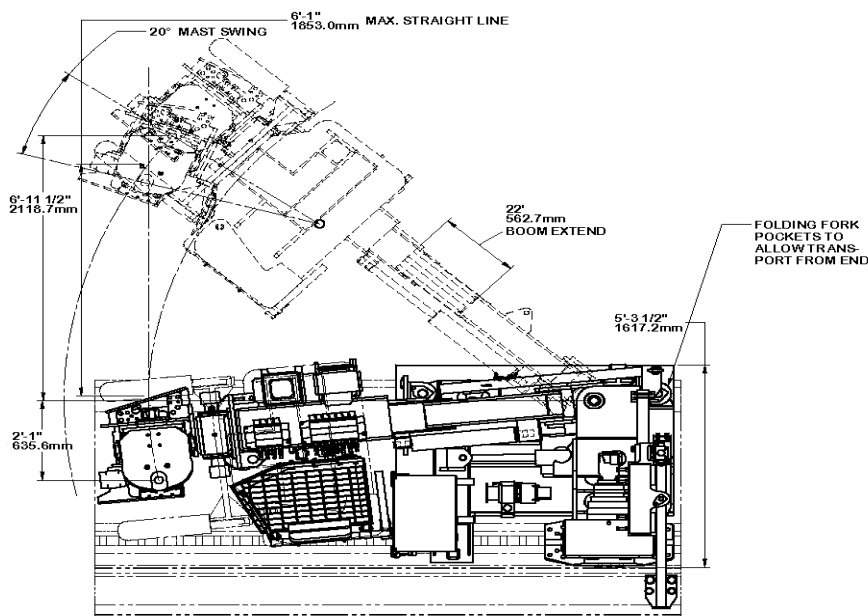 6'-1"
1853.0mm MAX. STRAIGHT LINE
20° MAST SWING
6'-11 1/2"
2118.7mm
22'
562.7mm
BOOM EXTEND
FOLDING FORK
POCKETS TO
ALLOW TRANS-
PORT FROM END
5'-3 1/2"
1617.2mm
2'-1"
635.6mm